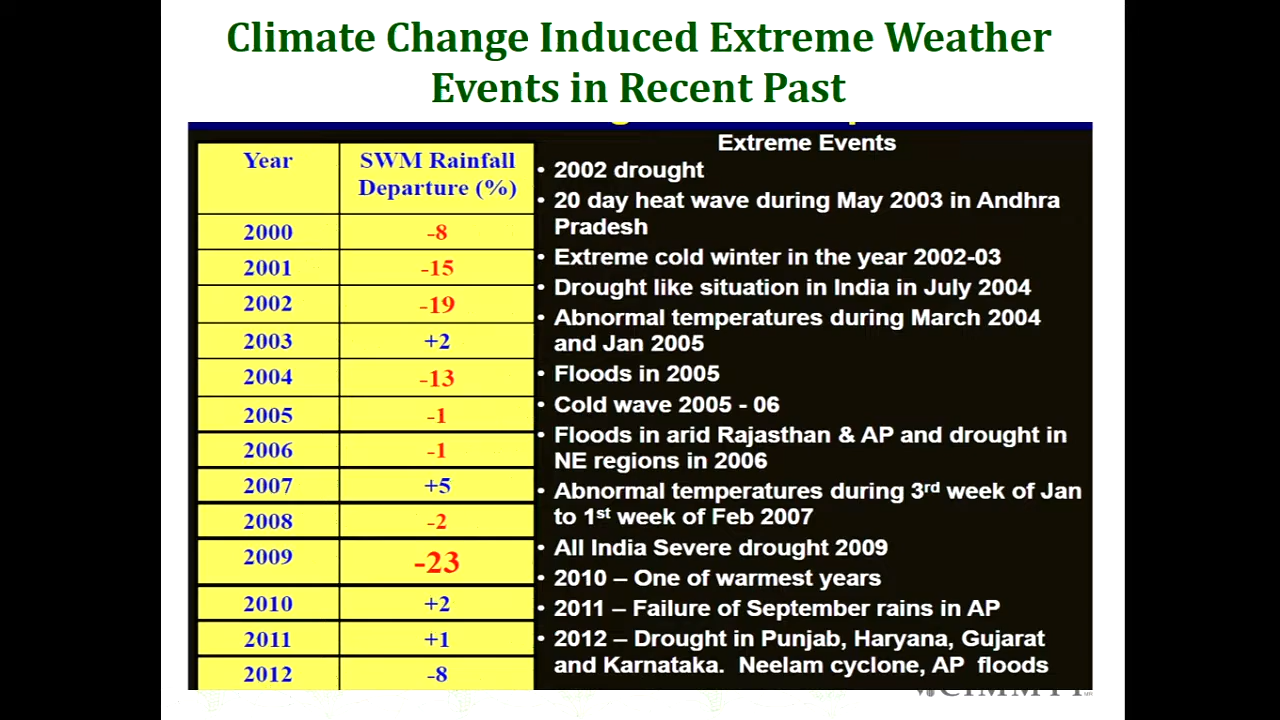 Climate Change Induced Extreme Weather
Events in Recent Past
Year SWM Rainfall
Departure (%)
2000 -8
2001 -15
2002 -19
2003 +2
2004 -13
2005 -1
2006 -1
2007 +5
2008 -2
2009 -23
2010 +2
2011 +1
2012 -8
Extreme Events
• 2002 drought
• 20 day heat wave during May 2003 in Andhra
Pradesh
• Extreme cold winter in the year 2002-03
• Drought like situation in India in July 2004
• Abnormal temperatures during March 2004
and Jan 2005
• Floods in 2005
• Cold wave 2005 - 06
• Floods in arid Rajasthan & AP and drought in
NE regions in 2006
• Abnormal temperatures during 3rd week of Jan
to 1st week of Feb 2007
• All India Severe drought 2009
• 2010 – One of warmest years
• 2011 – Failure of September rains in AP
• 2012 – Drought in Punjab, Haryana, Gujarat
and Karnataka. Neelam cyclone, AP floods